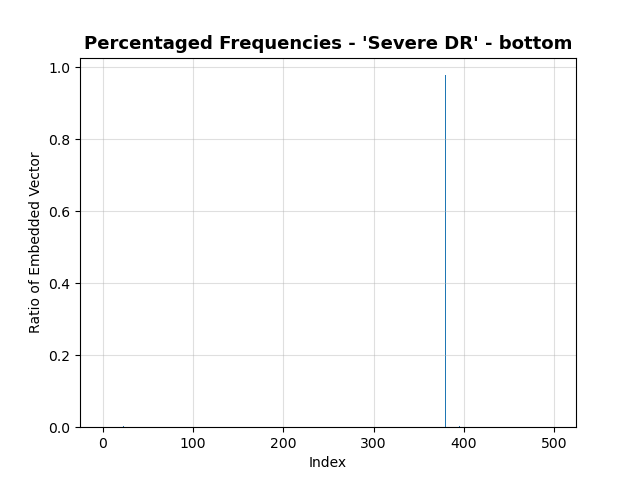 Percentaged Frequencies - 'Severe DR' - bottom
1.0
0.8
0.6
0.4
0.2
0.0
Ratio of Embedded Vector
0 100 200 300 400 500
Index